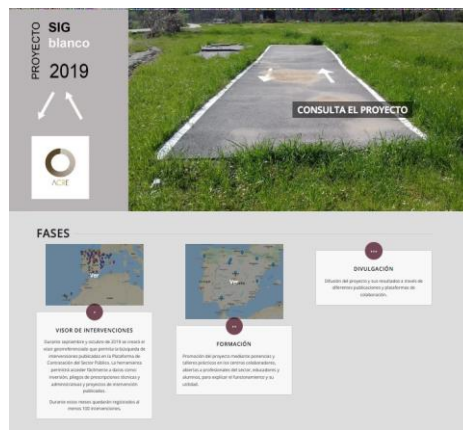 PROYECTO
SIG
blanco
2019
ACRE
CONSULTA EL PROYECTO
FASES
Ver
Ver
VISOR DE INTERVENCIONES
Durante septiembre y octubre de 2019 se creará el
visor georreferenciado que permita la búsqueda de
intervenciones publicadas en la Plataforma de
Contratación del Sector Público. La herramienta
permitirá acceder fácilmente a datos como:
inversión, pliegos de prescripciones técnicas y
administrativas y proyectos de intervención
publicados.
Durante estos meses quedarán registradas al
menos 100 intervenciones.
FORMACIÓN
Promoción del proyecto mediante ponencias y
talleres prácticos en los centros colaboradores,
abiertos a profesionales del sector, educadores y
alumnos, para explicar el funcionamiento y su
utilidad.
DIVULGACIÓN
Difusión del proyecto y sus resultados a través de
diferentes publicaciones y plataformas de
colaboración.